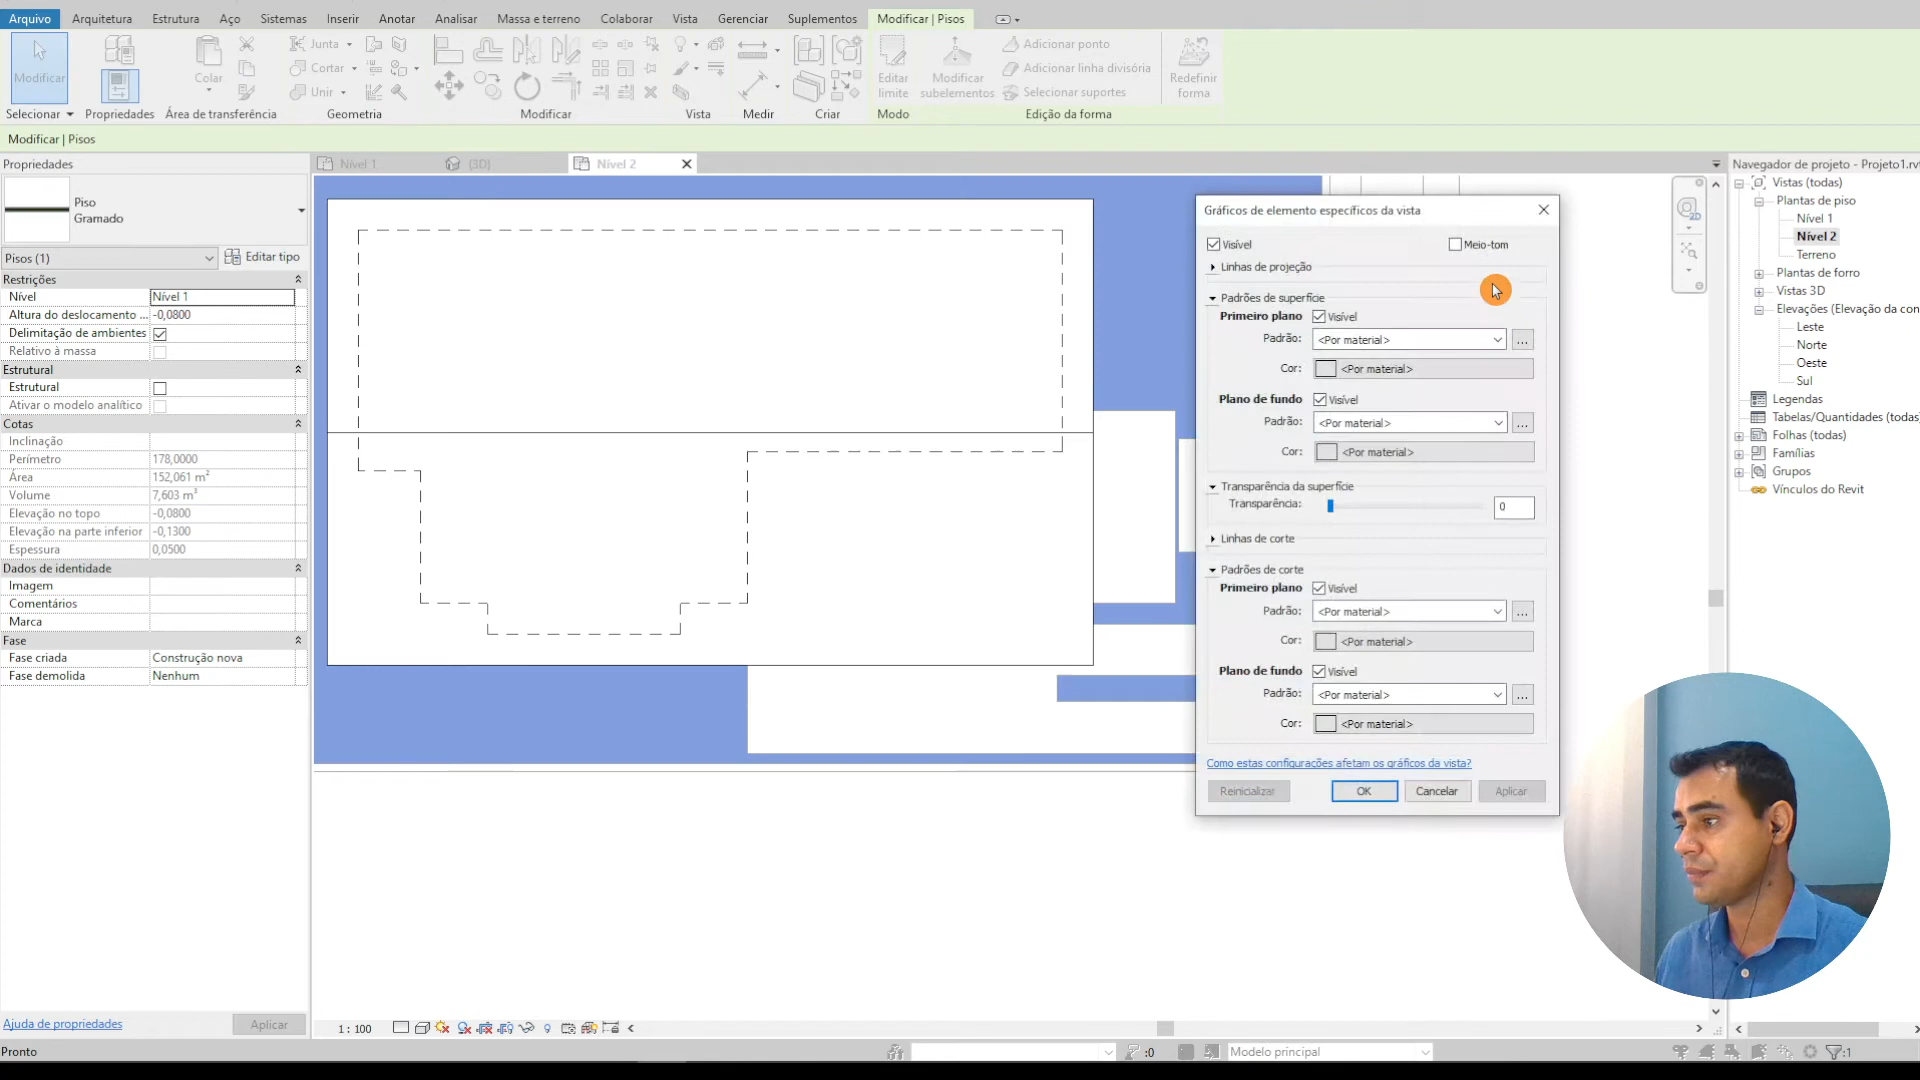 Arquivo Arquitetura Estrutura Aço Sistemas Inserir Anotar Analisar Massa e terreno Colaborar Vista Gerenciar Suplementos Modificar | Pisos
Modificar
Colar
Junta
Cortar
Unir
Editar limite
Modificar subelementos
Adicionar ponto
Adicionar linha divisória
Selecionar suportes
Redefinir forma
Selecionar Propriedades Área de transferência Geometria Modificar Vista Medir Criar Modo Edição da forma
Modificar | Pisos
Propriedades
Piso
Gramado
Pisos (1) Editar tipo
Restrições
Nível Nível 1
Altura do deslocamento ... -0,0800
Delimitação de ambientes
Relativo à massa
Estrutural
Estrutural
Ativar o modelo analítico
Cotas
Inclinação
Perímetro 178,0000
Área 152,061 m²
Volume 7,603 m³
Elevação no topo -0,0800
Elevação na parte inferior -0,1300
Espessura 0,0500
Dados de identidade
Imagem
Comentários
Marca
Fase
Fase criada Construção nova
Fase demolida Nenhum
Ajuda de propriedades Aplicar
Nível 1 (3D) Nível 2
Gráficos de elemento específicos da vista
Visível Meio-tom
Linhas de projeção
Padrões de superfície
Primeiro plano Visível
Padrão: <Por material> ...
Cor: <Por material>
Plano de fundo Visível
Padrão: <Por material> ...
Cor: <Por material>
Transparência da superfície
Transparência: 0
Linhas de corte
Padrões de corte
Primeiro plano Visível
Padrão: <Por material> ...
Cor: <Por material>
Plano de fundo Visível
Padrão: <Por material> ...
Cor: <Por material>
Como estas configurações afetam os gráficos da vista?
Reinicializar OK Cancelar Aplicar
2D
Navegador de projeto - Projeto1.rvt
Vistas (todas)
Plantas de piso
Nível 1
Nível 2
Terreno
Plantas de forro
Vistas 3D
Elevações (Elevação da con
Leste
Norte
Oeste
Sul
Legendas
Tabelas/Quantidades (todas)
Folhas (todas)
Famílias
Grupos
Vínculos do Revit
1 : 100
Pronto :0 Modelo principal :1